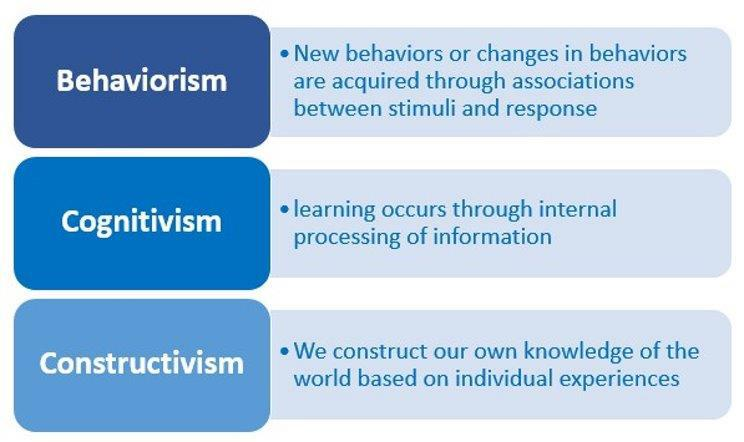 Behaviorism
• New behaviors or changes in behaviors
are acquired through associations
between stimuli and response
Cognitivism
• learning occurs through internal
processing of information
Constructivism
• We construct our own knowledge of the
world based on individual experiences